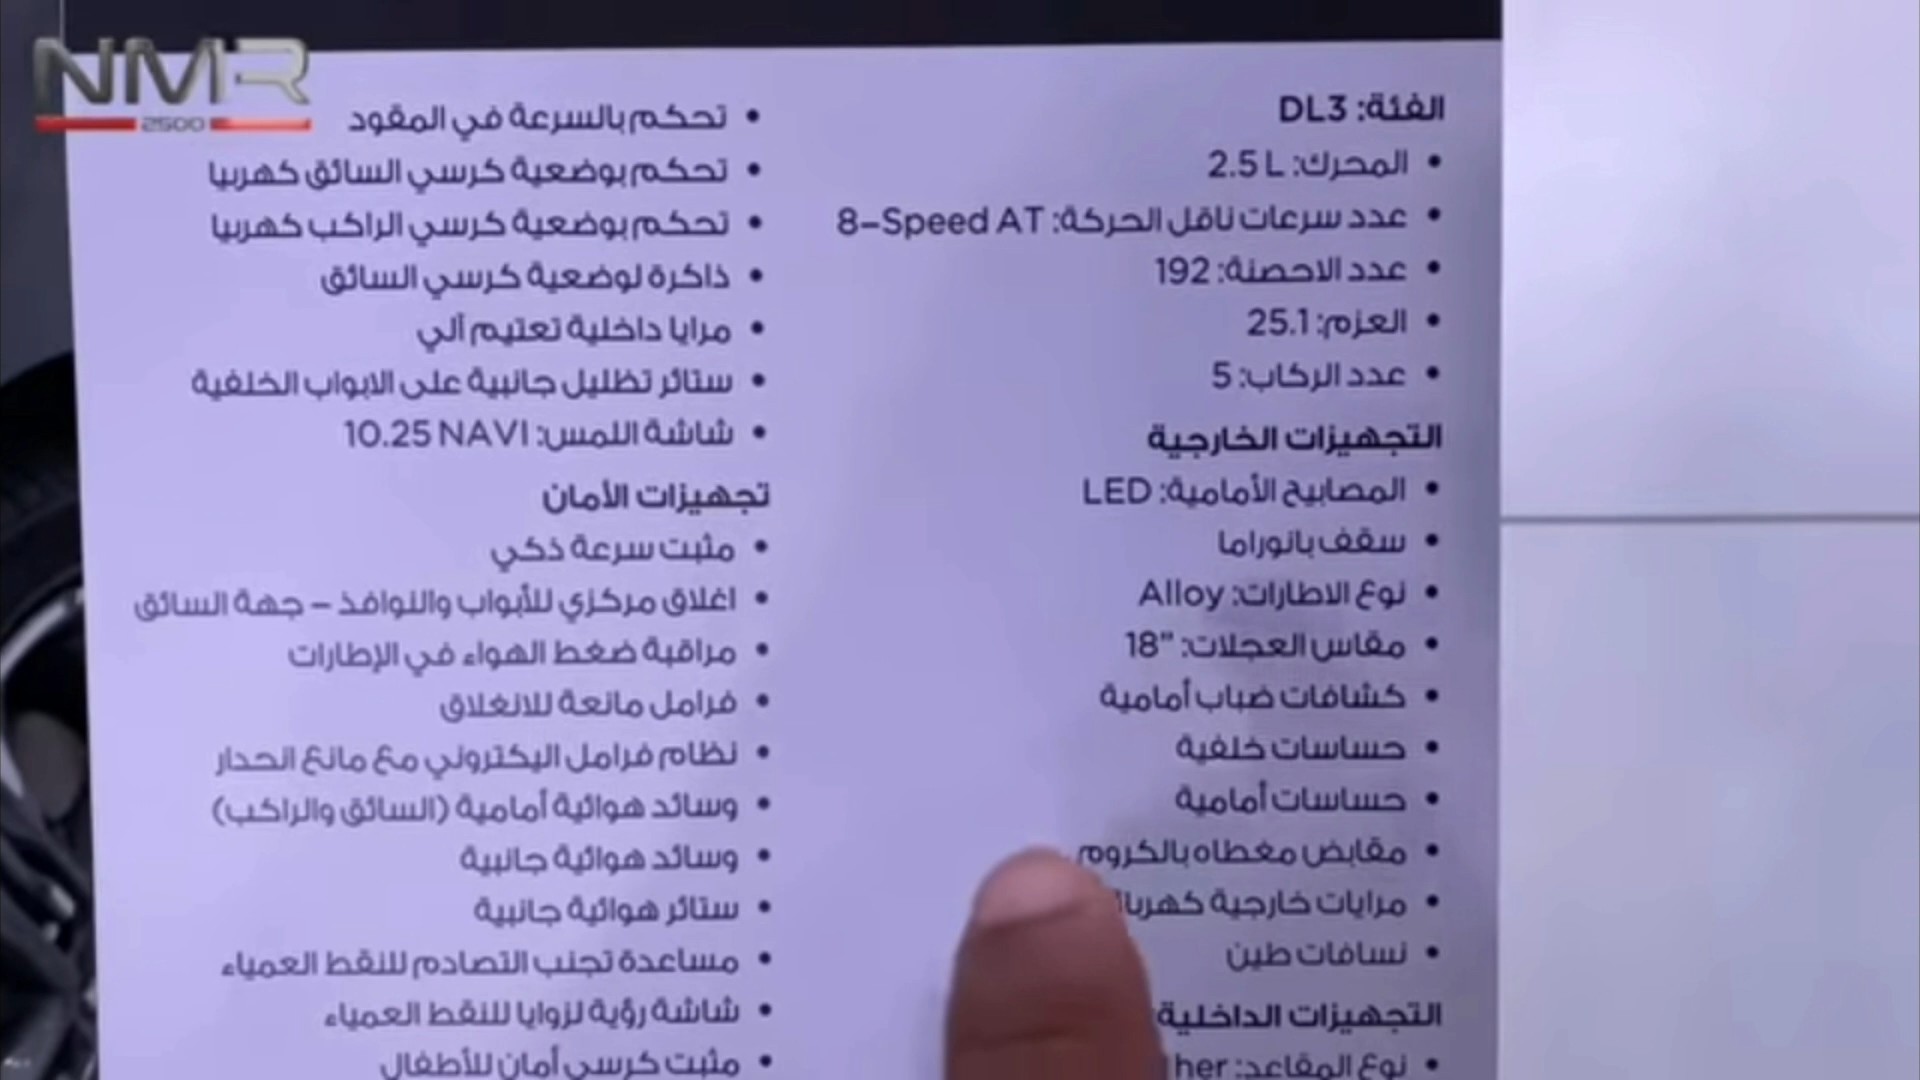 NMR
2500
الفئة: DL3
• المحرك: 2.5 L
• عدد سرعات ناقل الحركة: 8-Speed AT
• عدد الاحصنة: 192
• العزم: 25.1
• عدد الركاب: 5
التجهيزات الخارجية
• المصابيح الأمامية: LED
• سقف بانوراما
• نوع الاطارات: Alloy
• مقاس العجلات: "18
• كشافات ضباب أمامية
• حساسات خلفية
• حساسات أمامية
• مقابض مغطاه بالكروم
• مرايات خارجية
• نسافات طين
التجهيزات الداخلية
• نوع المقاعد:
• تحكم بالسرعة في المقود
• تحكم بوضعية كرسي السائق كهربيا
• تحكم بوضعية كرسي الراكب كهربيا
• ذاكرة لوضعية كرسي السائق
• مرايا داخلية تعتيم آلي
• ستائر تظليل جانبية على الابواب الخلفية
• شاشة اللمس: 10.25 NAVI
تجهيزات الأمان
• مثبت سرعة ذكي
• اغلاق مركزي للأبواب والنوافذ – جهة السائق
• مراقبة ضغط الهواء في الإطارات
• فرامل مانعة للانغلاق
• نظام فرامل اليكتروني مع مانع انحدار
• وسائد هوائية أمامية (السائق والراكب)
• وسائد هوائية جانبية
• ستائر هوائية جانبية
• مساعدة تجنب التصادم للنقط العمياء
• شاشة رؤية لزوايا للنقط العمياء
• مثبت كرسي أمان للأطفال